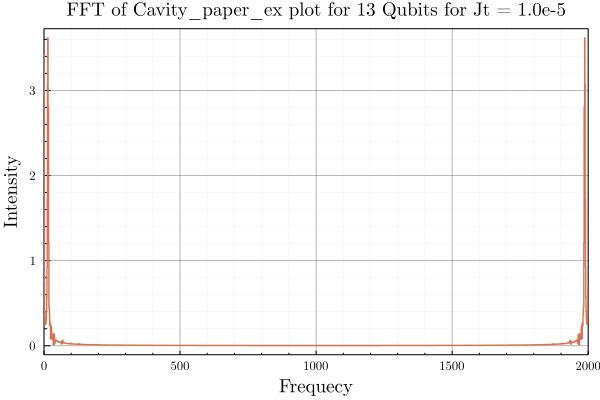 FFT of Cavity_paper_ex plot for 13 Qubits for Jt = 1.0e-5
Intensity
3
2
1
0
0 500 1000 1500 2000
Frequecy